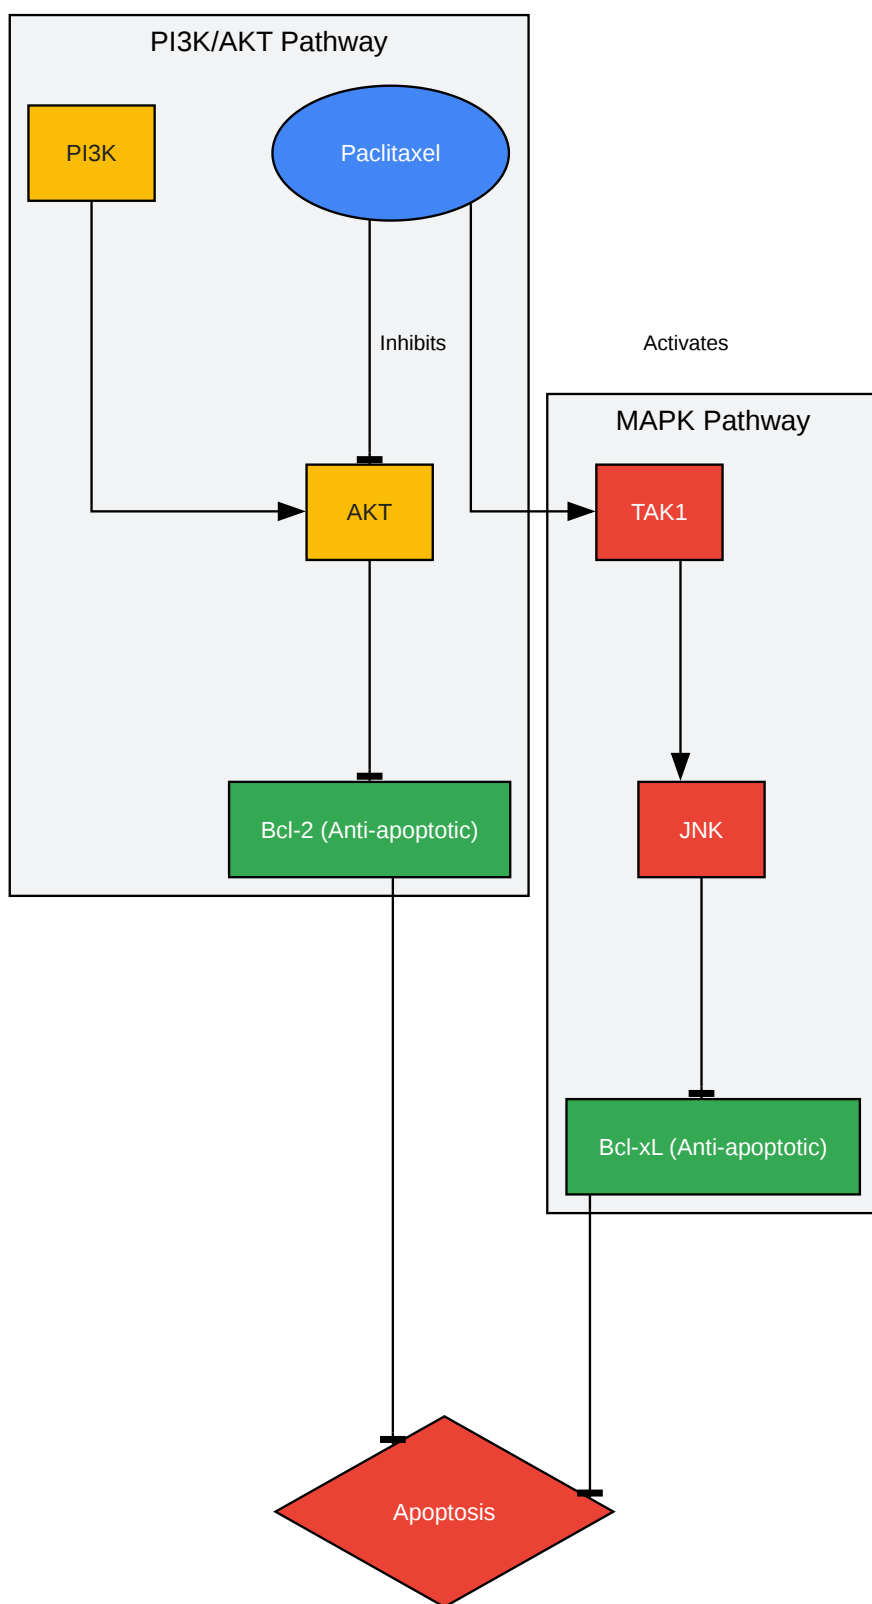 PI3K/AKT Pathway
PI3K
Paclitaxel
Inhibits
Activates
MAPK Pathway
AKT
TAK1
Bcl-2 (Anti-apoptotic)
JNK
Bcl-xL (Anti-apoptotic)
Apoptosis